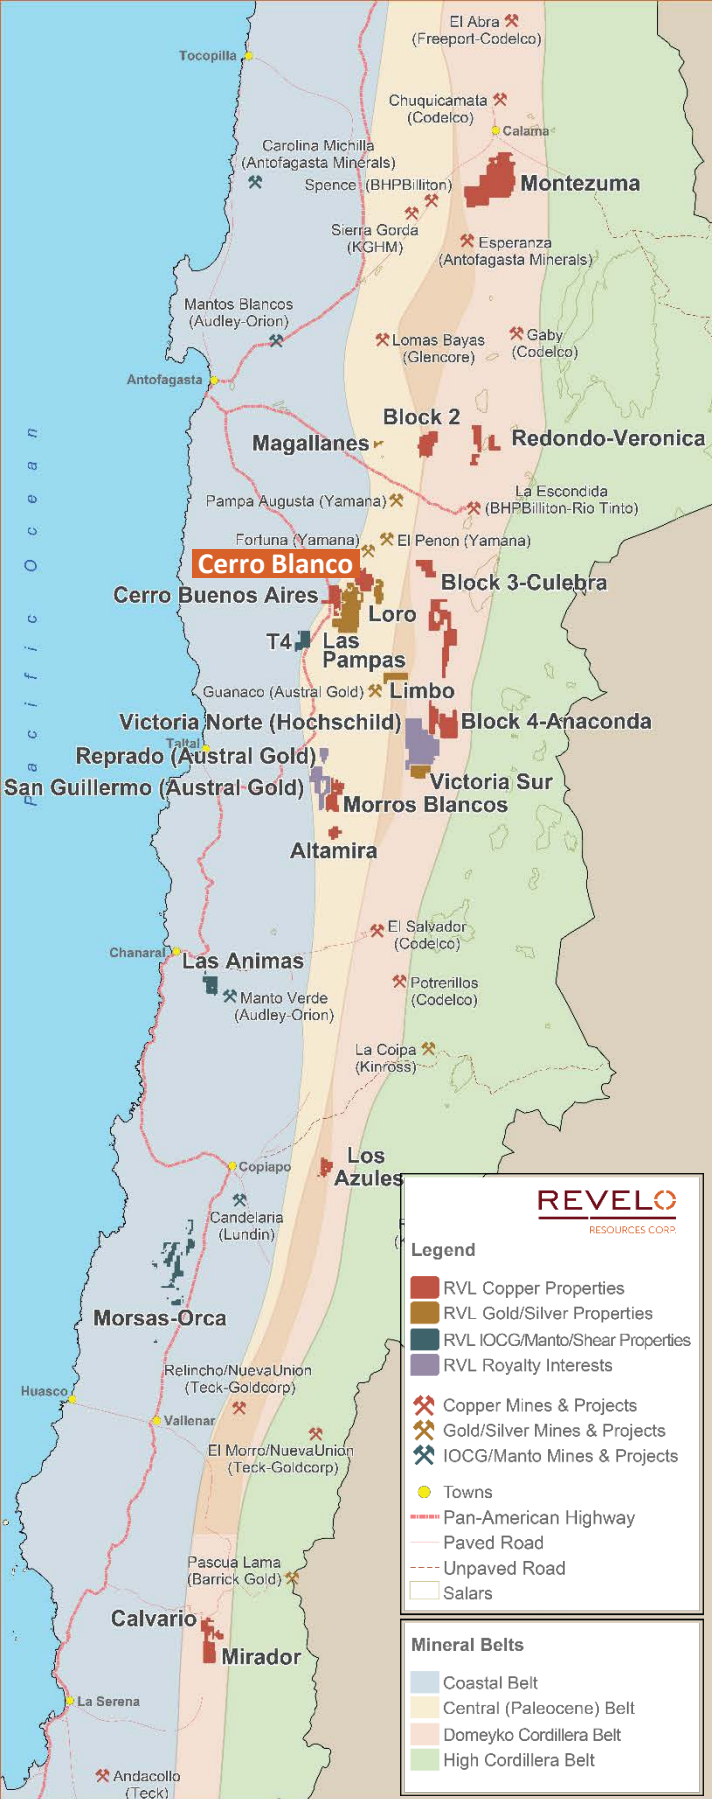 El Abra
(Freeport-Codelco)
Tocopilla
Chuquicamata
(Codelco)
Calama
Carolina Michilla
(Antofagasta Minerals)
Spence (BHPBilliton)
Montezuma
Sierra Gorda
(KGHM)
Esperanza
(Antofagasta Minerals)
Mantos Blancos
(Audley-Orion)
Lomas Bayas
(Glencore)
Gaby
(Codelco)
Antofagasta
Block 2
Magallanes
Redondo-Veronica
La Escondida
(BHPBilliton-Rio Tinto)
Pampa Augusta (Yamana)
Fortuna (Yamana)
El Penon (Yamana)
Cerro Blanco
Block 3-Culebra
Cerro Buenos Aires
Loro
T4
Las
Pampas
Pacific Ocean
Guanaco (Austral Gold)
Limbo
Victoria Norte (Hochschild)
Block 4-Anaconda
Taltal
Reprado (Austral Gold)
San Guillermo (Austral Gold)
Victoria Sur
Morros Blancos
Altamira
El Salvador
(Codelco)
Chanaral
Las Animas
Potrerillos
(Codelco)
Manto Verde
(Audley-Orion)
La Coipa
(Kinross)
Copiapo
Los
Azules
Candelaria
(Lundin)
Morsas-Orca
Relincho/NuevaUnion
(Teck-Goldcorp)
Huasco
Vallenar
El Morro/NuevaUnion
(Teck-Goldcorp)
Pascua Lama
(Barrick Gold)
Calvario
Mirador
La Serena
Andacollo
(Teck)
REVELO
RESOURCES CORP.
Legend
RVL Copper Properties
RVL Gold/Silver Properties
RVL IOCG/Manto/Shear Properties
RVL Royalty Interests
Copper Mines & Projects
Gold/Silver Mines & Projects
IOCG/Manto Mines & Projects
Towns
Pan-American Highway
Paved Road
Unpaved Road
Salars
Mineral Belts
Coastal Belt
Central (Paleocene) Belt
Domeyko Cordillera Belt
High Cordillera Belt